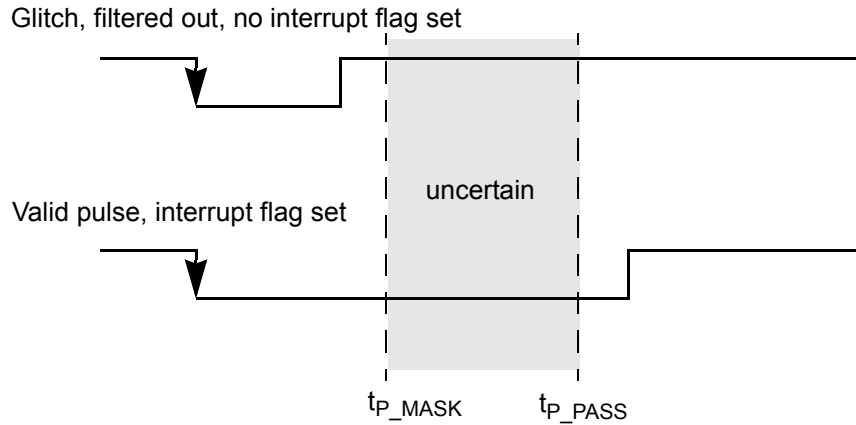 Glitch, filtered out, no interrupt flag set
uncertain
Valid pulse, interrupt flag set
tP_MASK tP_PASS